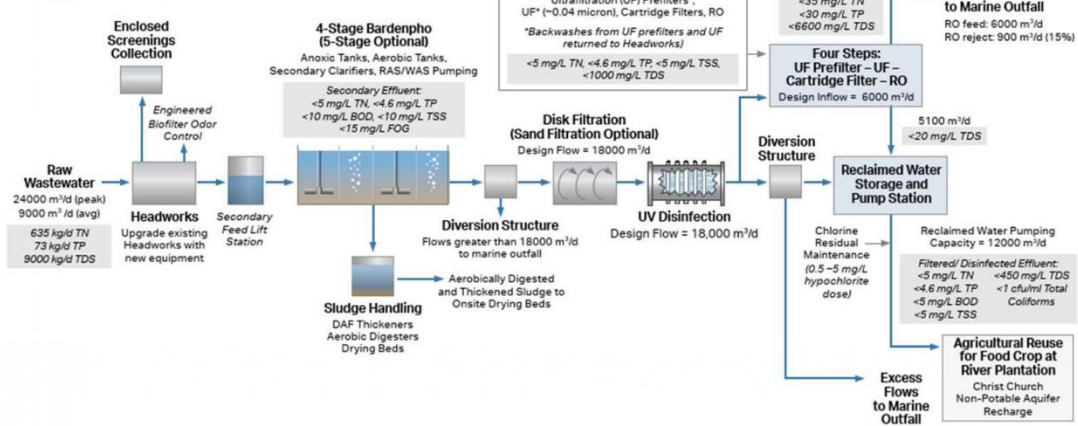 Ultrafiltration (UF) Prefilters*,
UF* (~0.04 micron), Cartridge Filters, RO
*Backwashes from UF prefilters and UF
returned to Headworks)
<5 mg/L TN, <4.6 mg/L TP, <5 mg/L TSS,
<1000 mg/L TDS
<35 mg/L TN
<30 mg/L TP
<6600 mg/L TDS
to Marine Outfall
RO feed: 6000 m³/d
RO reject: 900 m³/d (15%)
Enclosed
Screenings
Collection
4-Stage Bardenpho
(5-Stage Optional)
Anoxic Tanks, Aerobic Tanks,
Secondary Clarifiers, RAS/WAS Pumping
Secondary Effluent:
<5 mg/L TN, <4.6 mg/L TP
<10 mg/L BOD, <10 mg/L TSS
<15 mg/L FOG
Four Steps:
UF Prefilter – UF –
Cartridge Filter – RO
Design Inflow = 6000 m³/d
Engineered
Biofilter Odor
Control
Disk Filtration
(Sand Filtration Optional)
Design Flow = 18000 m³/d
5100 m³/d
<20 mg/L TDS
Diversion
Structure
Raw
Wastewater
24000 m³/d (peak)
9000 m³ /d (avg)
635 kg/d TN
73 kg/d TP
9000 kg/d TDS
Headworks
Upgrade existing
Headworks with
new equipment
Secondary
Feed Lift
Station
Diversion Structure
Flows greater than 18000 m³/d
to marine outfall
UV Disinfection
Design Flow = 18,000 m³/d
Reclaimed Water
Storage and
Pump Station
Chlorine
Residual
Maintenance
(0.5 –5 mg/L
hypochlorite
dose)
Reclaimed Water Pumping
Capacity = 12000 m³/d
Filtered/ Disinfected Effluent:
<5 mg/L TN <450 mg/L TDS
<4.6 mg/L TP <1 cfu/ml Total
<5 mg/L BOD Coliforms
<5 mg/L TSS
Aerobically Digested
and Thickened Sludge to
Onsite Drying Beds
Sludge Handling
DAF Thickeners
Aerobic Digesters
Drying Beds
Excess
Flows
to Marine
Outfall
Agricultural Reuse
for Food Crop at
River Plantation
Christ Church
Non-Potable Aquifer
Recharge